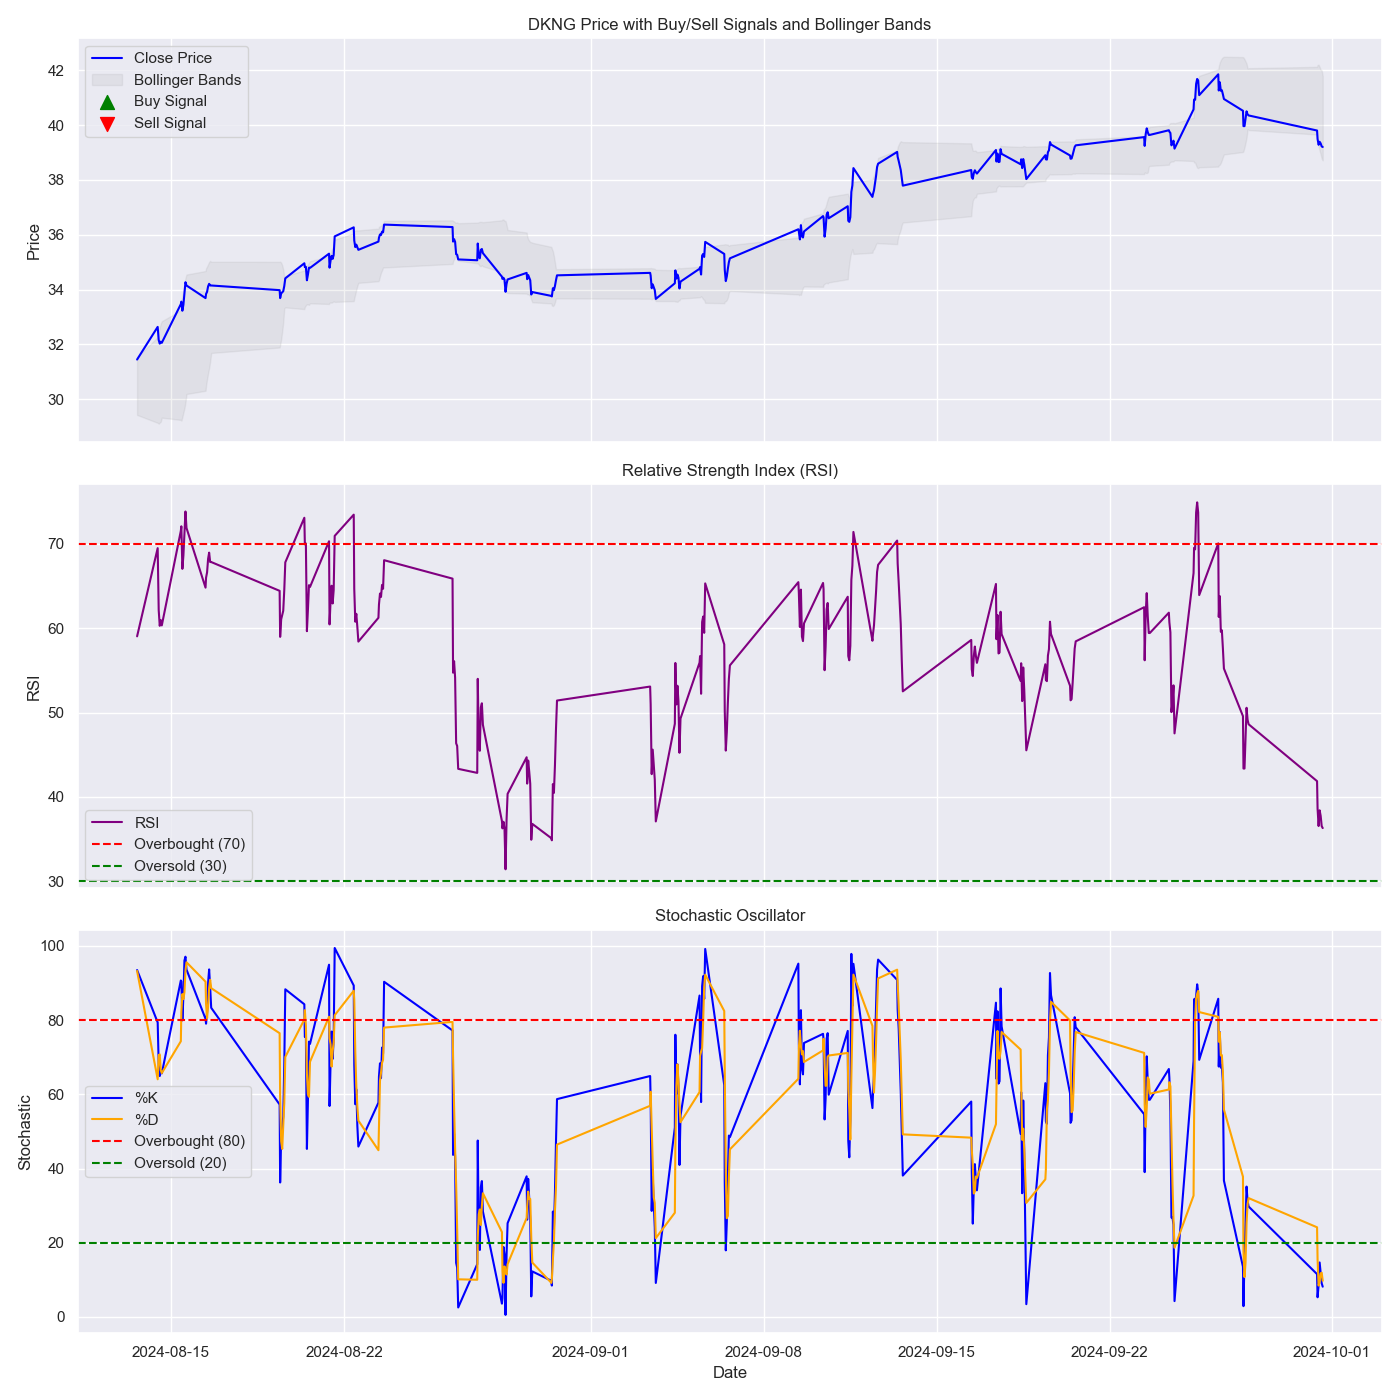 DKNG Price with Buy/Sell Signals and Bollinger Bands
Close Price
Bollinger Bands
Buy Signal
Sell Signal
Price
42
40
38
36
34
32
30
Relative Strength Index (RSI)
RSI
70
60
50
40
30
RSI
Overbought (70)
Oversold (30)
Stochastic Oscillator
Stochastic
100
80
60
40
20
0
%K
%D
Overbought (80)
Oversold (20)
2024-08-15
2024-08-22
2024-09-01
2024-09-08
2024-09-15
2024-09-22
2024-10-01
Date